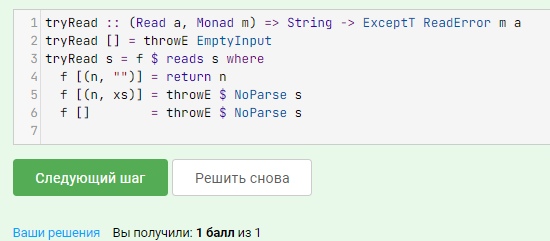 1 tryRead :: (Read a, Monad m) => String -> ExceptT ReadError m a
2 tryRead [] = throwE EmptyInput
3 tryRead s = f $ reads s where
4   f [(n, "")] = return n
5   f [(n, xs)] = throwE $ NoParse s
6   f []        = throwE $ NoParse s
7
Следующий шаг Решить снова
Ваши решения Вы получили: 1 балл из 1